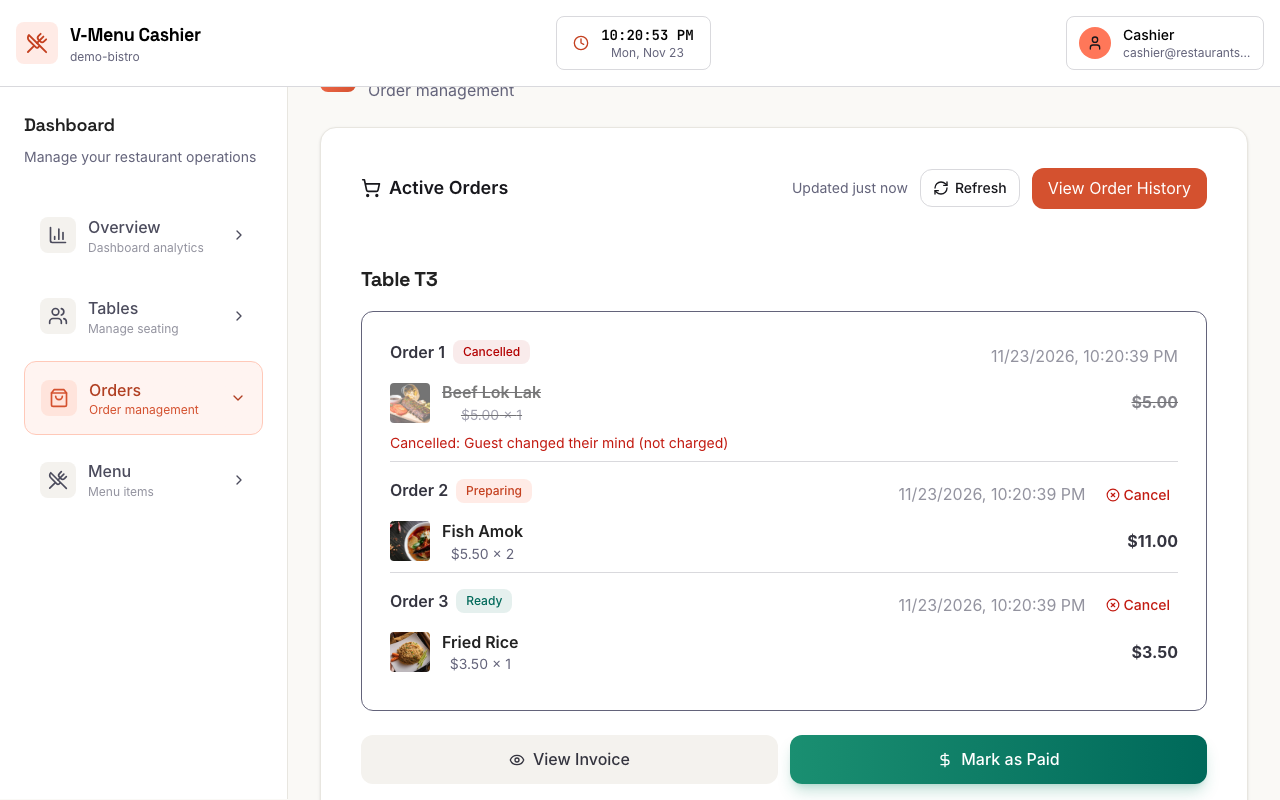 V-Menu Cashier
demo-bistro
10:20:53 PM
Mon, Nov 23
Cashier
cashier@restaurants...
Dashboard
Manage your restaurant operations
Overview
Dashboard analytics
Tables
Manage seating
Orders
Order management
Menu
Menu items
Order management
Active Orders
Updated just now
Refresh
View Order History
Table T3
Order 1 Cancelled 11/23/2026, 10:20:39 PM
Beef Lok Lak
$5.00 × 1
$5.00
Cancelled: Guest changed their mind (not charged)
Order 2 Preparing 11/23/2026, 10:20:39 PM Cancel
Fish Amok
$5.50 × 2
$11.00
Order 3 Ready 11/23/2026, 10:20:39 PM Cancel
Fried Rice
$3.50 × 1
$3.50
View Invoice
$ Mark as Paid